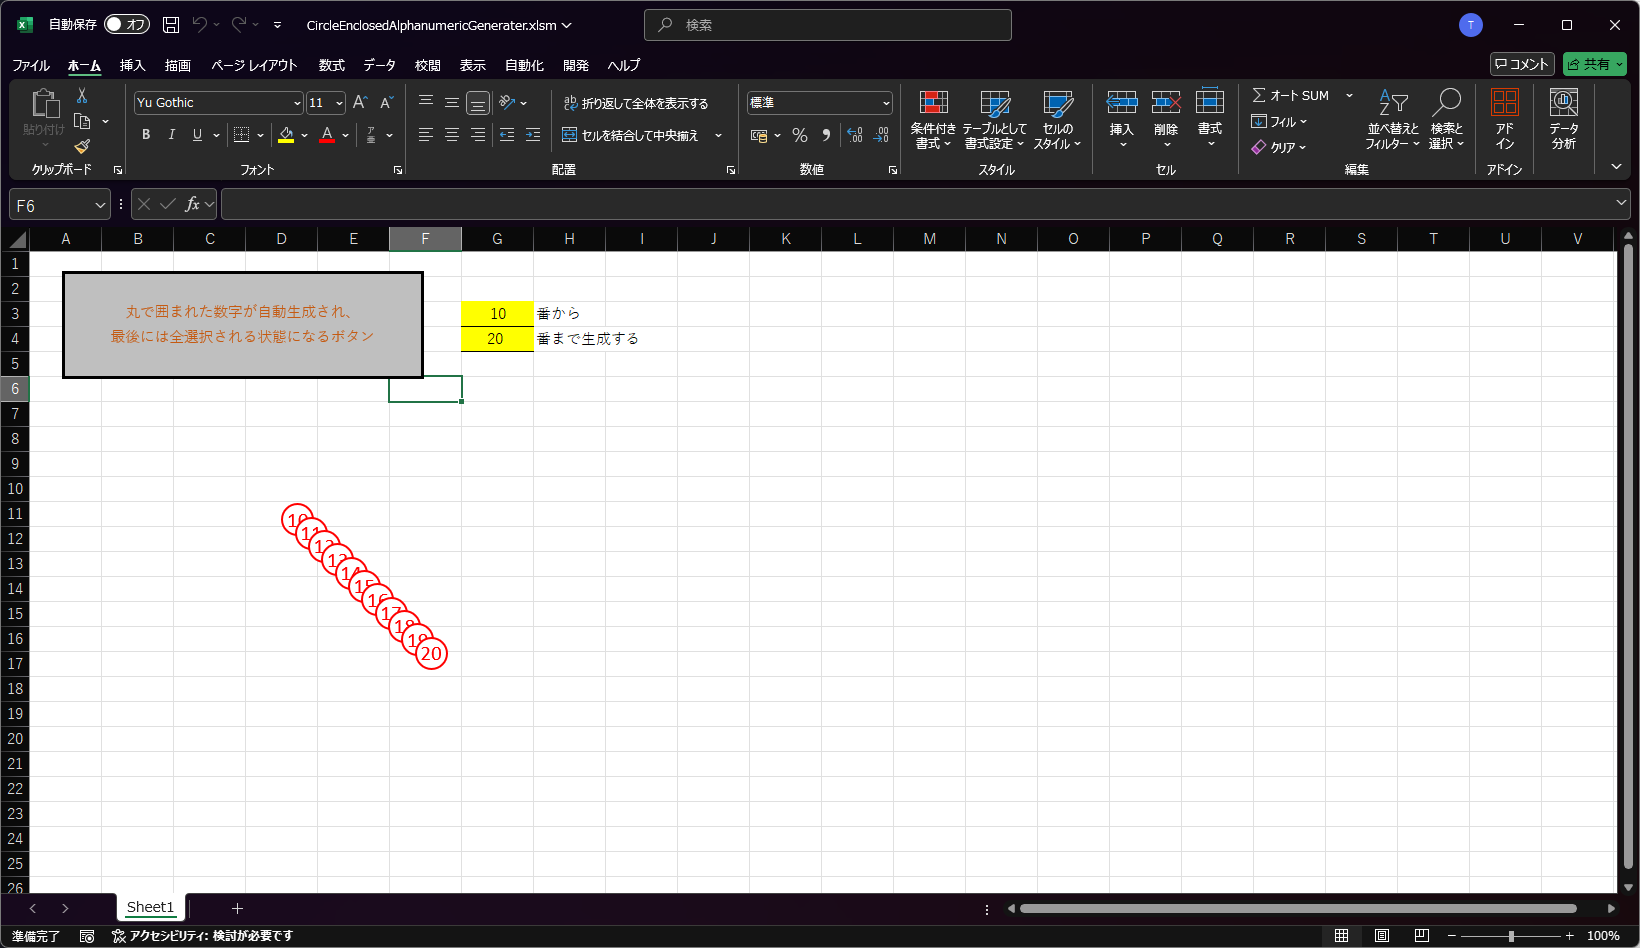 自動保存 オフ CircleEnclosedAlphanumericGenerater.xlsm 検索 T
ファイル ホーム 挿入 描画 ページ レイアウト 数式 データ 校閲 表示 自動化 開発 ヘルプ コメント 共有
貼り付け
クリップボード
Yu Gothic 11
B I U
フォント
折り返して全体を表示する
セルを結合して中央揃え
配置
標準
数値
条件付き書式
テーブルとして書式設定
セルのスタイル
スタイル
挿入 削除 書式
セル
オート SUM
フィル
クリア
並べ替えとフィルター
検索と選択
編集
アドイン
アドイン
データ分析
F6 fx
A B C D E F G H I J K L M N O P Q R S T U V
1
2
3
4
5
6
7
8
9
10
11
12
13
14
15
16
17
18
19
20
21
22
23
24
25
26
丸で囲まれた数字が自動生成され、
最後には全選択される状態になるボタン
10 番から
20 番まで生成する
10
11
12
13
14
15
16
17
18
19
20
Sheet1
準備完了 アクセシビリティ: 検討が必要です 100%